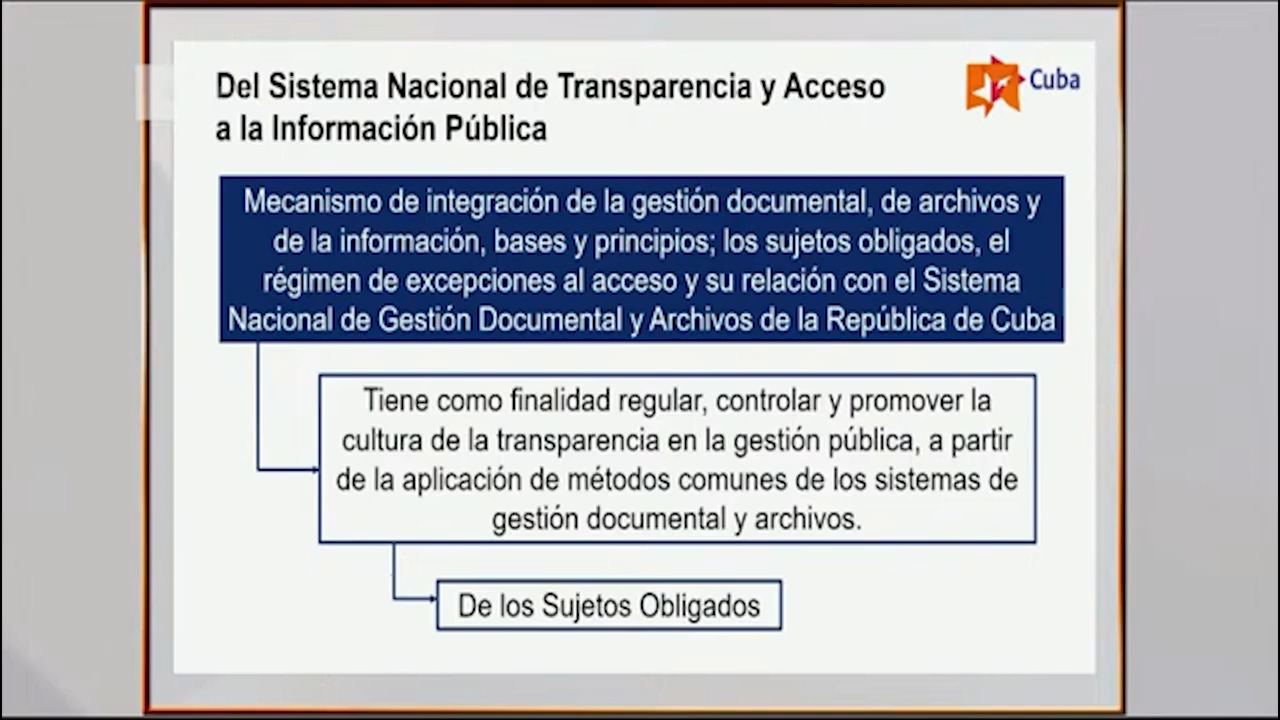 Del Sistema Nacional de Transparencia y Acceso
a la Información Pública
Cuba
Mecanismo de integración de la gestión documental, de archivos y
de la información, bases y principios; los sujetos obligados, el
régimen de excepciones al acceso y su relación con el Sistema
Nacional de Gestión Documental y Archivos de la República de Cuba
Tiene como finalidad regular, controlar y promover la
cultura de la transparencia en la gestión pública, a partir
de la aplicación de métodos comunes de los sistemas de
gestión documental y archivos.
De los Sujetos Obligados